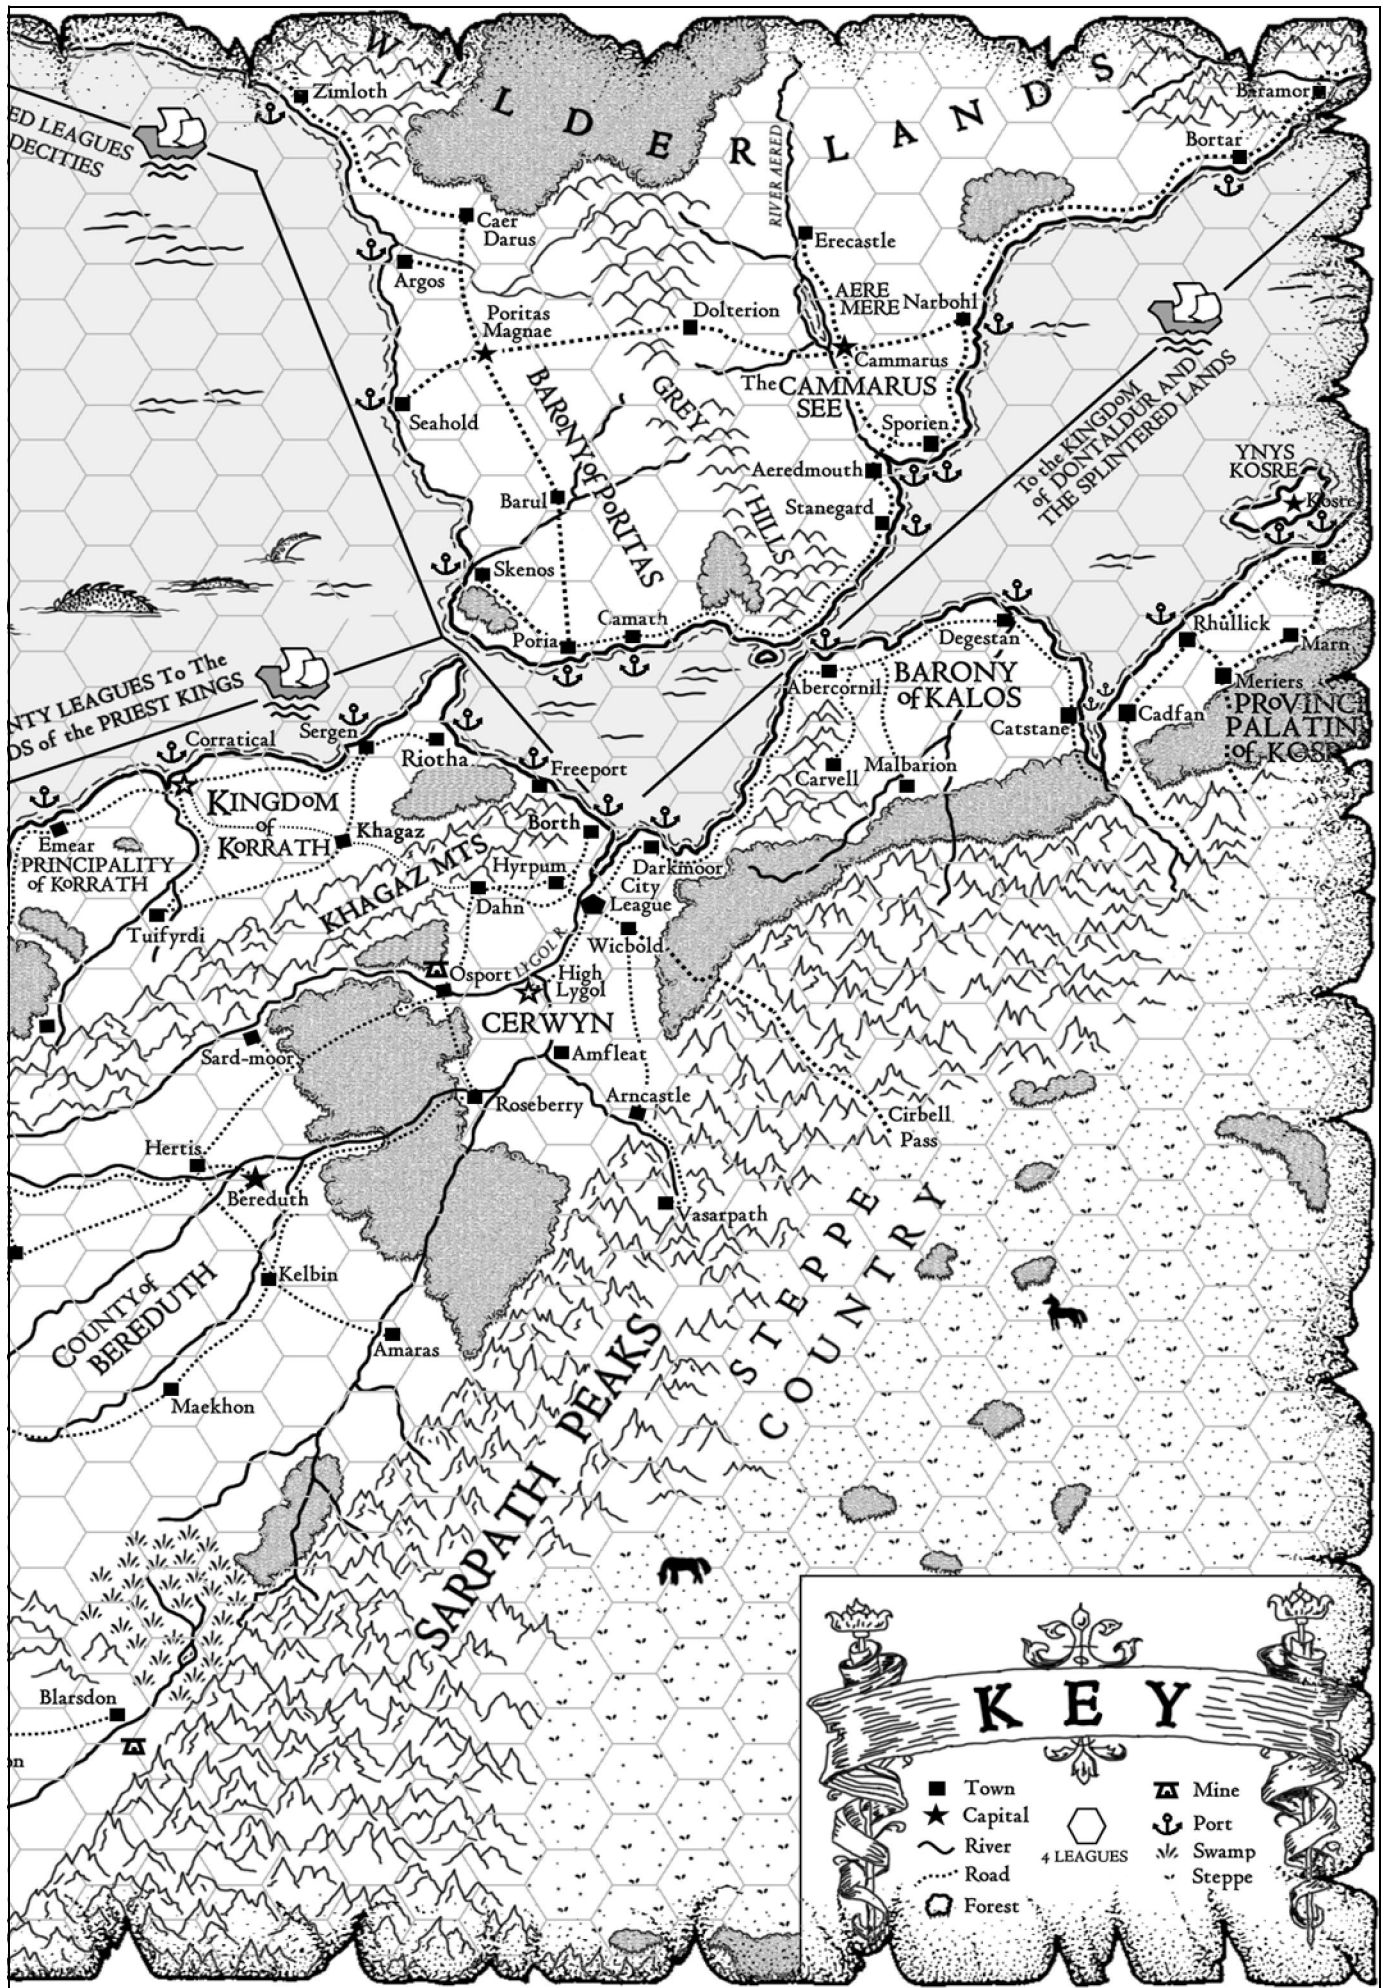 WILDERLANDS
Zimloth
Baramor
ED LEAGUES
DECITIES
Bortar
RIVER AERED
Caer
Darus
Erecastle
Argos
AERE
MERE
Narbohl
Poritas
Magnae
Dolterion
Cammarus
The CAMMARUS
SEE
BARoNY of PoRITAS
GREY
HILLS
Seahold
Sporien
To the KINGDoM
of DONTALDUR AND
THE SPLINTERED LANDS
Aeredmouth
YNYS
KOSRE
Kosre
Barul
Stanegard
Skenos
Camath
Poria
Degestan
Rhullick
Marn
NTY LEAGUES To The
DS of the PRIEST KINGS
Abercornil
BARONY
of KALOS
Meriers
PRoVINC
PALATIN
of KOSR
Catstane
Cadfan
Sergen
Corratical
Riotha
Freeport
Carvell
Malbarion
KINGDoM
of
KoRRATH
Emear
Khagaz
Borth
PRINCIPALITY
of KoRRATH
KHAGAZ MTS
Hyrpum
Darkmoor
City
League
Dahn
Tuifyrdi
Wicbold
LYGOL R.
Osport
High
Lygol
CERWYN
Sard-moor
Amfleat
Roseberry
Arncastle
Cirbell
Pass
Hertis
Bereduth
Vasarpath
STEPPE
COUNTRY
Kelbin
COUNTY of
BEREDUTH
Amaras
Maekhon
SARPATH PEAKS
Blarsdon
on
KEY
Town
Capital
River
Road
Forest
4 LEAGUES
Mine
Port
Swamp
Steppe